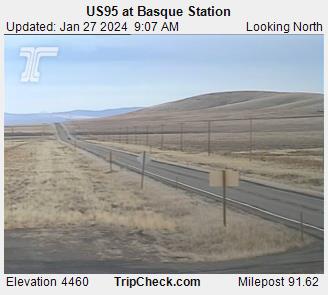 US95 at Basque Station
Updated: Jan 27 2024 9:07 AM Looking North
Elevation 4460 TripCheck.com Milepost 91.62